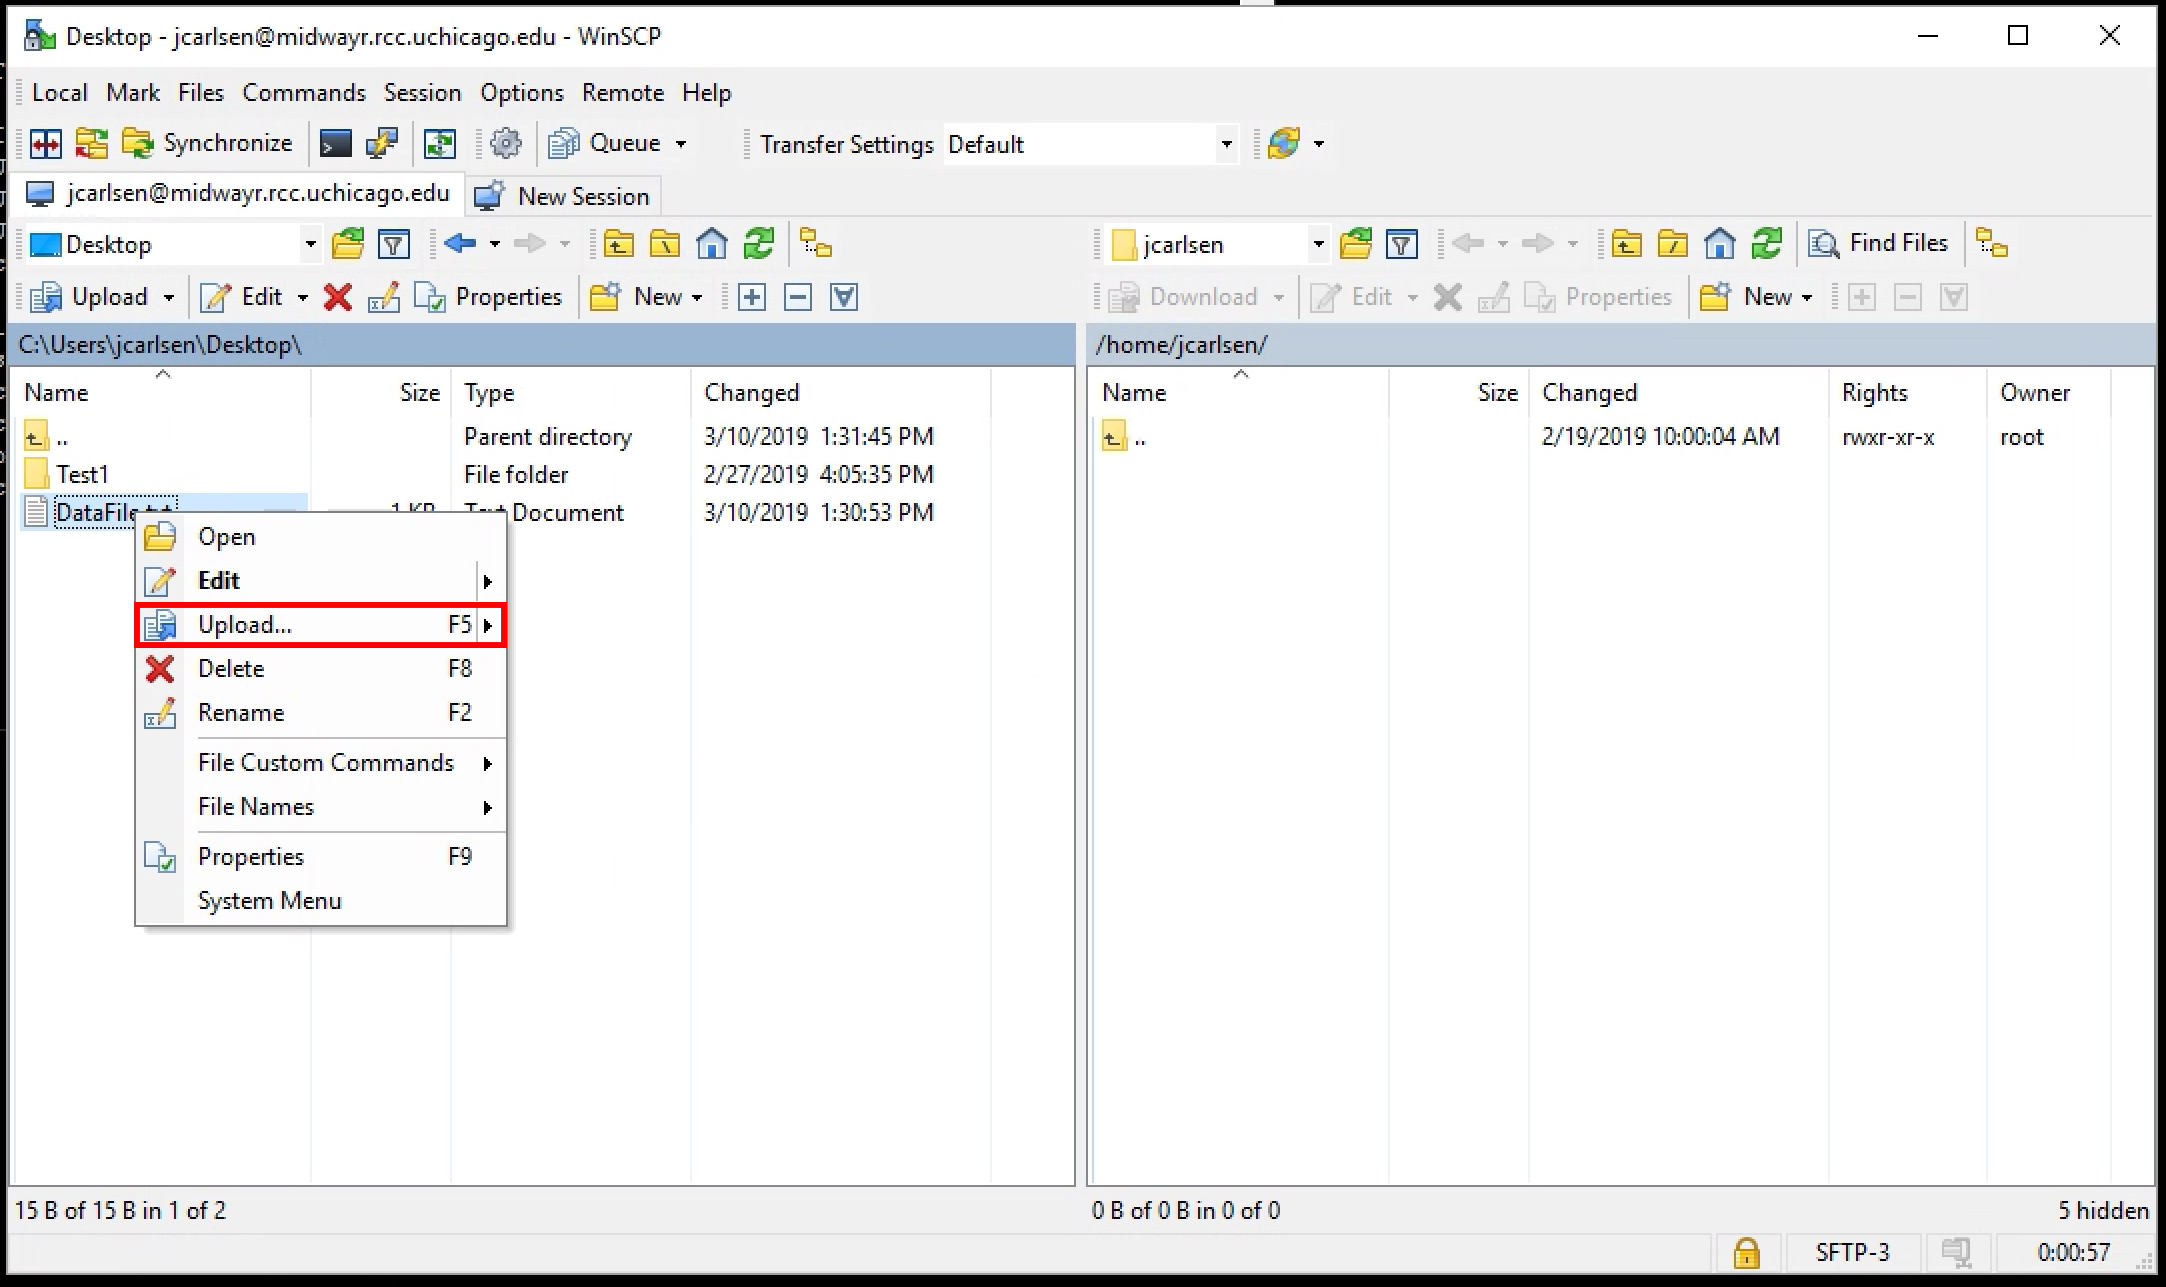 Desktop - jcarlsen@midwayr.rcc.uchicago.edu - WinSCP
Local Mark Files Commands Session Options Remote Help
Synchronize Queue Transfer Settings Default
jcarlsen@midwayr.rcc.uchicago.edu New Session
Desktop jcarlsen Find Files
Upload Edit Properties New Download Edit Properties New
C:\Users\jcarlsen\Desktop\ /home/jcarlsen/
Name Size Type Changed Name Size Changed Rights Owner
.. Parent directory 3/10/2019 1:31:45 PM .. 2/19/2019 10:00:04 AM rwxr-xr-x root
Test1 File folder 2/27/2019 4:05:35 PM
DataFile.txt 1 KB Text Document 3/10/2019 1:30:53 PM
Open
Edit
Upload... F5
Delete F8
Rename F2
File Custom Commands
File Names
Properties F9
System Menu
15 B of 15 B in 1 of 2 0 B of 0 B in 0 of 0 5 hidden
SFTP-3 0:00:57